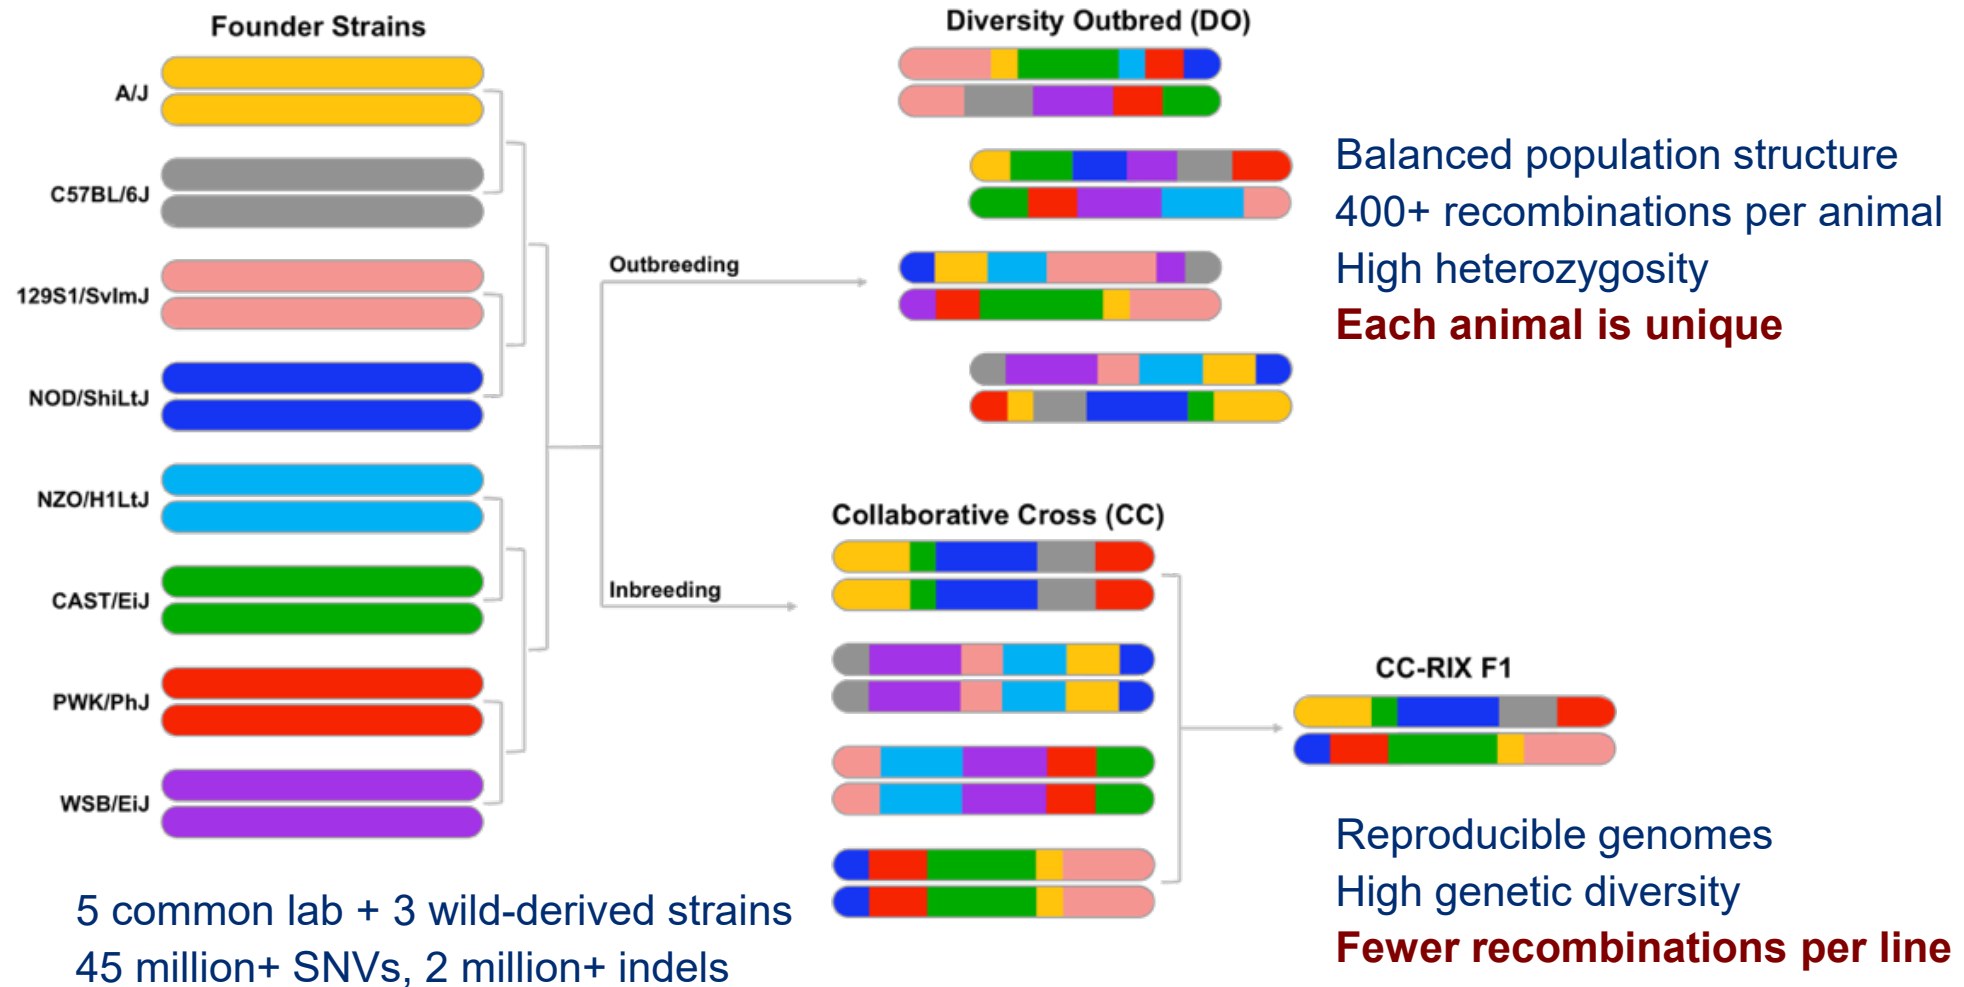 Founder Strains
A/J
C57BL/6J
129S1/SvImJ
NOD/ShiLtJ
NZO/H1LtJ
CAST/EiJ
PWK/PhJ
WSB/EiJ
5 common lab + 3 wild-derived strains
45 million+ SNVs, 2 million+ indels
Outbreeding
Inbreeding
Diversity Outbred (DO)
Balanced population structure
400+ recombinations per animal
High heterozygosity
Each animal is unique
Collaborative Cross (CC)
CC-RIX F1
Reproducible genomes
High genetic diversity
Fewer recombinations per line